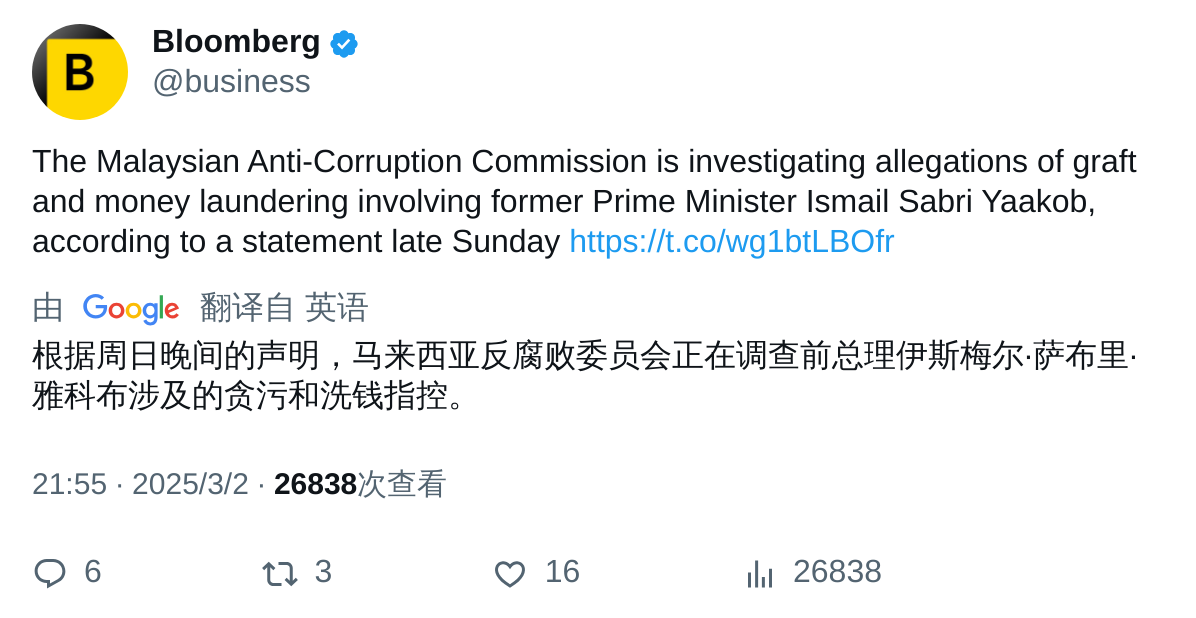 B
Bloomberg
@business
The Malaysian Anti-Corruption Commission is investigating allegations of graft
and money laundering involving former Prime Minister Ismail Sabri Yaakob,
according to a statement late Sunday https://t.co/wg1btLBOfr
由 Google 翻译自 英语
根据周日晚间的声明，马来西亚反腐败委员会正在调查前总理伊斯梅尔·萨布里·
雅科布涉及的贪污和洗钱指控。
21:55 · 2025/3/2 · 26838次查看
6 3 16 26838